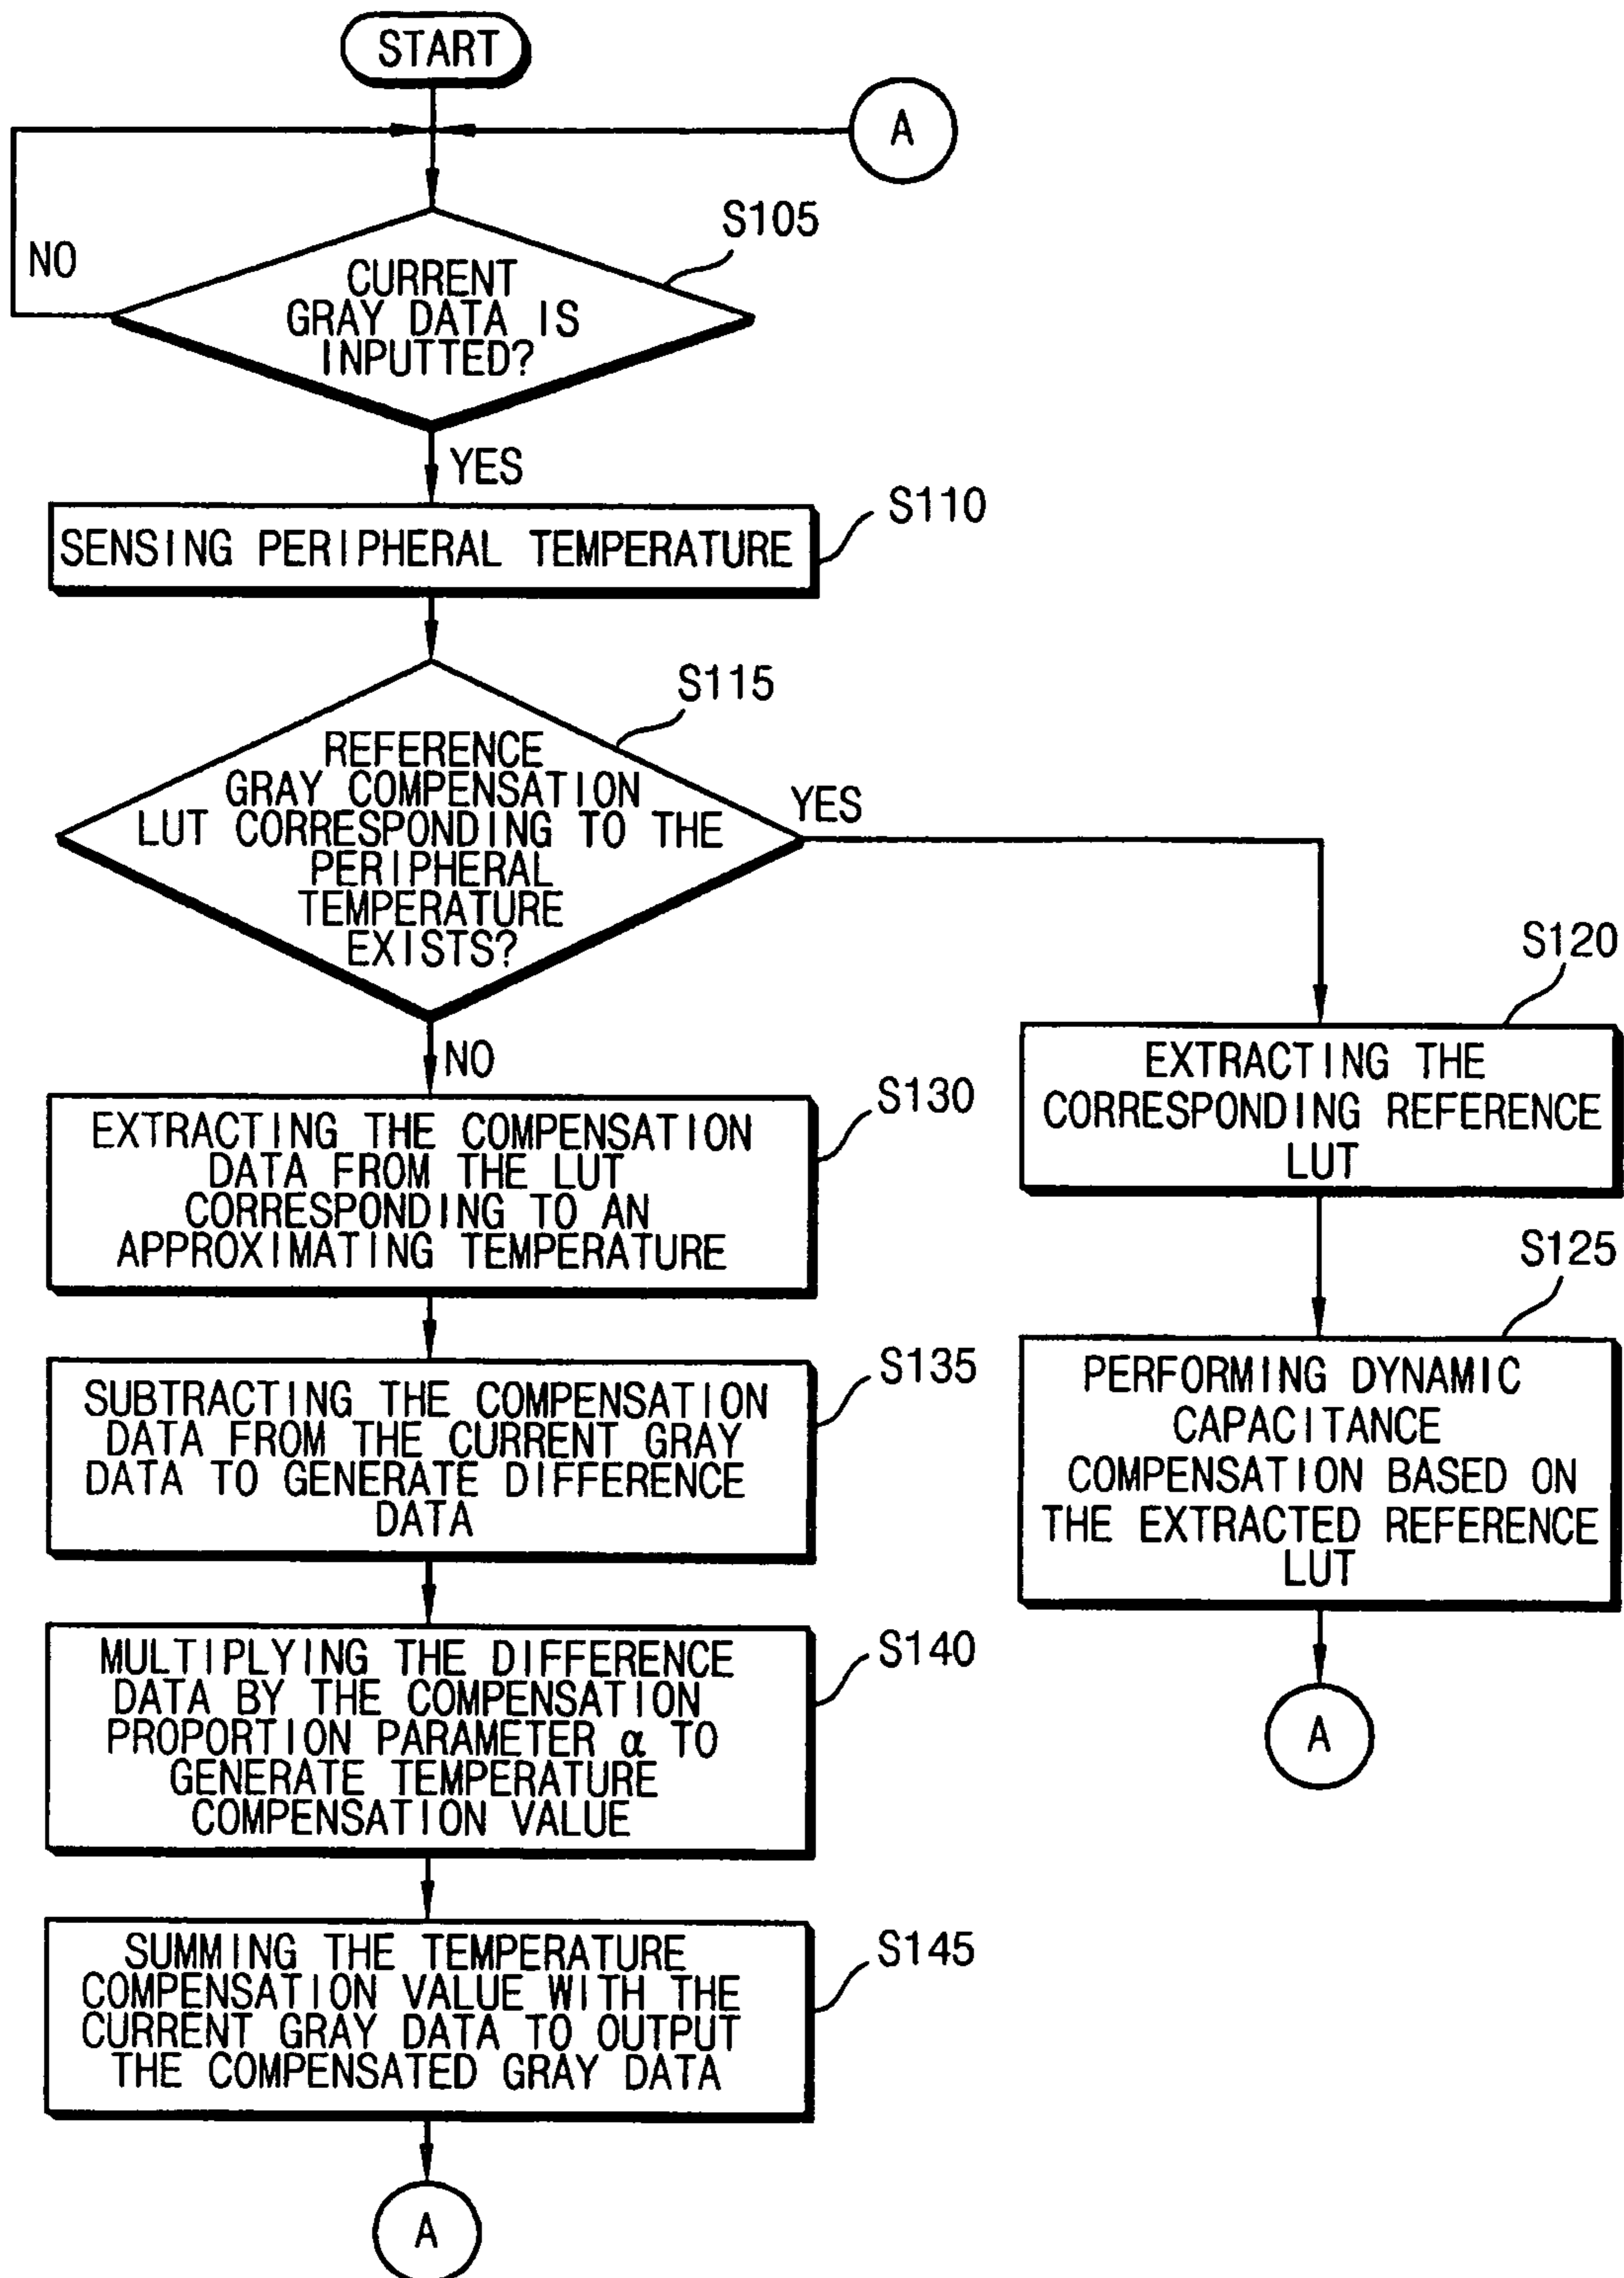 START
A
S105
NO
CURRENT
GRAY DATA IS
INPUTTED?
YES
S110
SENSING PERIPHERAL TEMPERATURE
S115
REFERENCE
GRAY COMPENSATION
LUT CORRESPONDING TO THE
PERIPHERAL
TEMPERATURE
EXISTS?
YES
NO
S120
EXTRACTING THE
CORRESPONDING REFERENCE
LUT
S125
PERFORMING DYNAMIC
CAPACITANCE
COMPENSATION BASED ON
THE EXTRACTED REFERENCE
LUT
A
S130
EXTRACTING THE COMPENSATION
DATA FROM THE LUT
CORRESPONDING TO AN
APPROXIMATING TEMPERATURE
S135
SUBTRACTING THE COMPENSATION
DATA FROM THE CURRENT GRAY
DATA TO GENERATE DIFFERENCE
DATA
S140
MULTIPLYING THE DIFFERENCE
DATA BY THE COMPENSATION
PROPORTION PARAMETER α TO
GENERATE TEMPERATURE
COMPENSATION VALUE
S145
SUMMING THE TEMPERATURE
COMPENSATION VALUE WITH THE
CURRENT GRAY DATA TO OUTPUT
THE COMPENSATED GRAY DATA
A